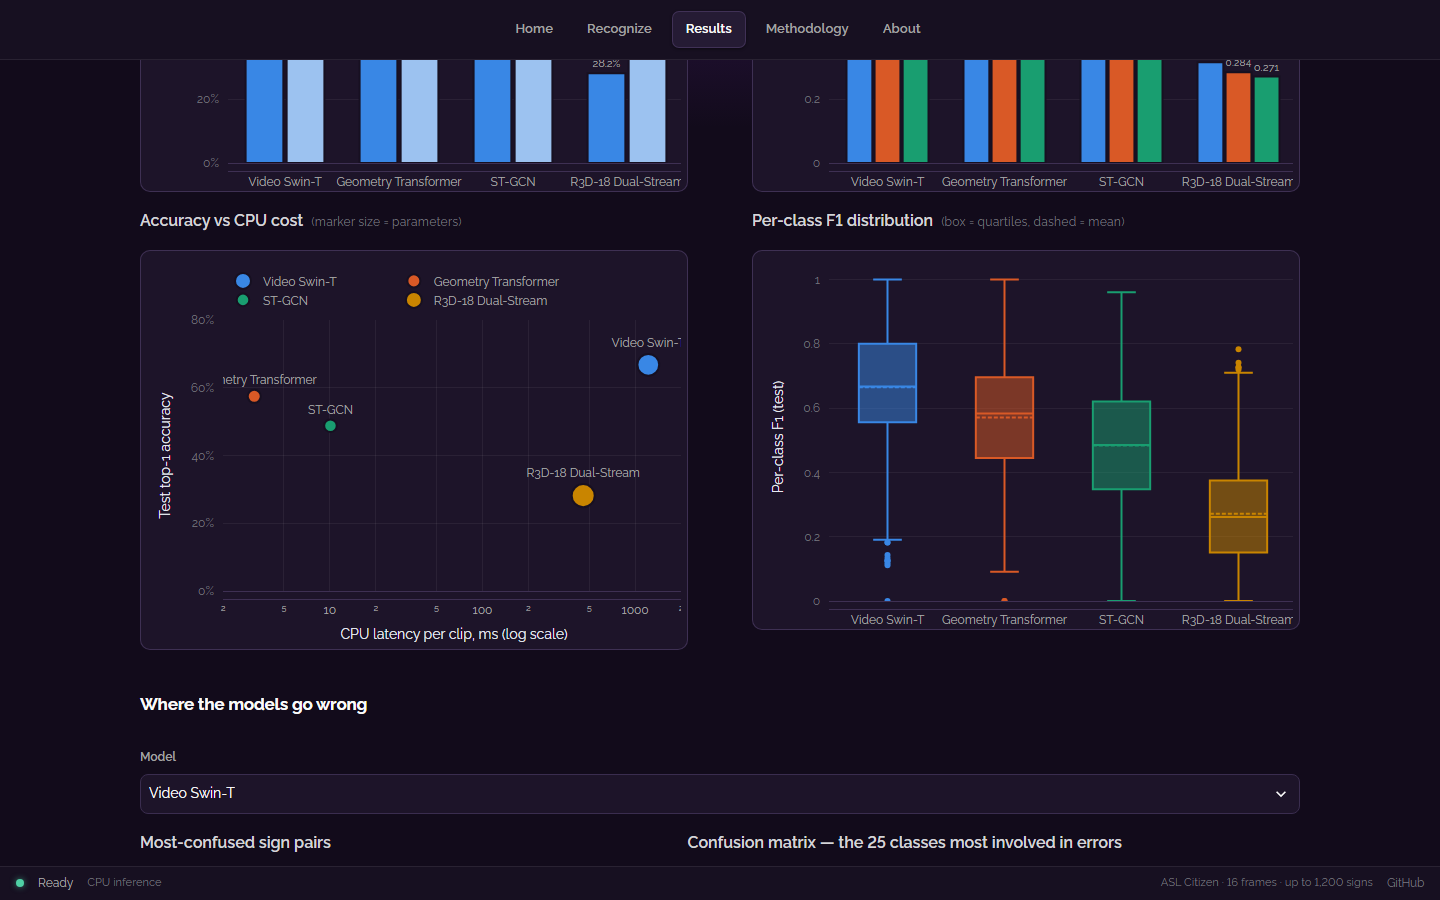 Home Recognize Results Methodology About
28.2%
20%
0%
Video Swin-T Geometry Transformer ST-GCN R3D-18 Dual-Stream
0.284 0.271
0.2
0
Video Swin-T Geometry Transformer ST-GCN R3D-18 Dual-Stream
Accuracy vs CPU cost (marker size = parameters)
Video Swin-T Geometry Transformer
ST-GCN R3D-18 Dual-Stream
80%
60%
40%
20%
0%
Video Swin-T
netry Transformer
ST-GCN
R3D-18 Dual-Stream
Test top-1 accuracy
2 5 10 2 5 100 2 5 1000 2
CPU latency per clip, ms (log scale)
Per-class F1 distribution (box = quartiles, dashed = mean)
1
0.8
0.6
0.4
0.2
0
Per-class F1 (test)
Video Swin-T Geometry Transformer ST-GCN R3D-18 Dual-Stream
Where the models go wrong
Model
Video Swin-T
Most-confused sign pairs
Confusion matrix — the 25 classes most involved in errors
Ready CPU inference
ASL Citizen · 16 frames · up to 1,200 signs GitHub